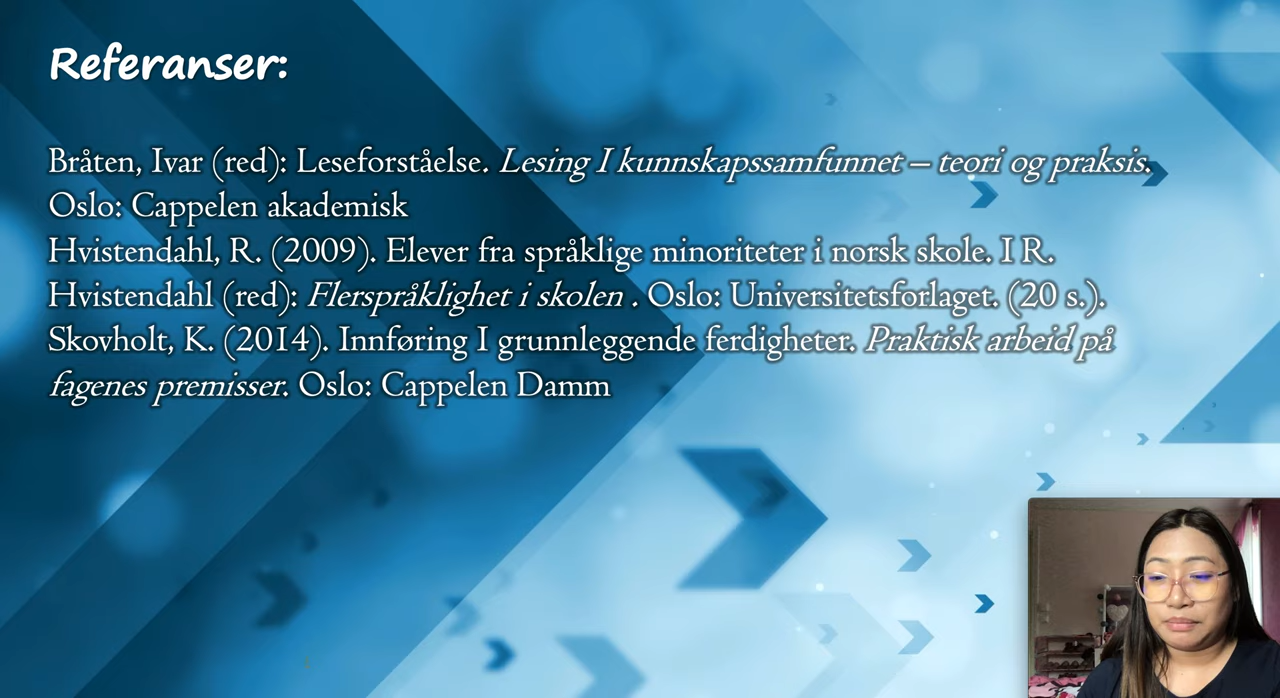 Referanser:
Bråten, Ivar (red): Leseforståelse. Lesing I kunnskapssamfunnet – teori og praksis.
Oslo: Cappelen akademisk
Hvistendahl, R. (2009). Elever fra språklige minoriteter i norsk skole. I R.
Hvistendahl (red): Flerspråklighet i skolen . Oslo: Universitetsforlaget. (20 s.).
Skovholt, K. (2014). Innføring I grunnleggende ferdigheter. Praktisk arbeid på
fagenes premisser. Oslo: Cappelen Damm